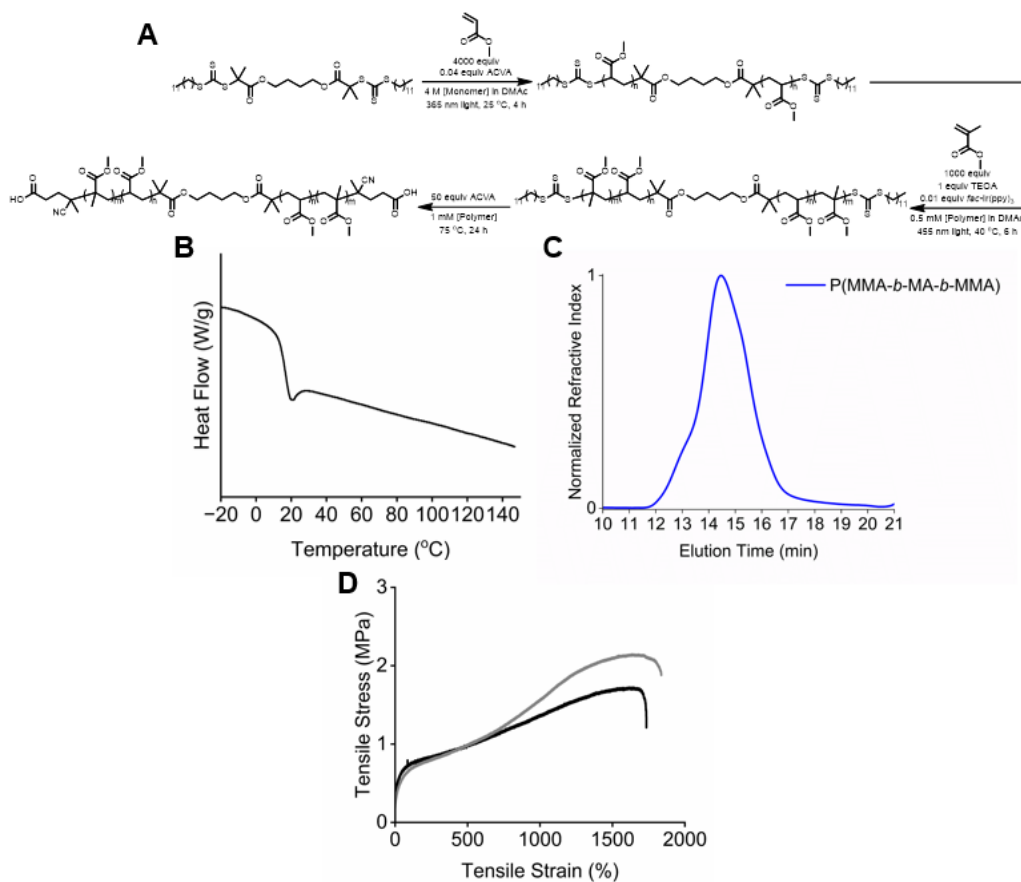 A
4000 equiv
0.04 equiv ACVA
4 M [Monomer] in DMAc
365 nm light, 25 °C, 4 h
1000 equiv
1 equiv TEOA
0.01 equiv fac-Ir(ppy)3
0.5 mM [Polymer] in DMAc
455 nm light, 40 °C, 6 h
50 equiv ACVA
1 mM [Polymer]
75 °C, 24 h
B
Heat Flow (W/g)
−20 0 20 40 60 80 100 120 140
Temperature (°C)
C
Normalized Refractive Index
1
0
P(MMA-b-MA-b-MMA)
10 11 12 13 14 15 16 17 18 19 20 21
Elution Time (min)
D
Tensile Stress (MPa)
3
2
1
0
0 500 1000 1500 2000
Tensile Strain (%)